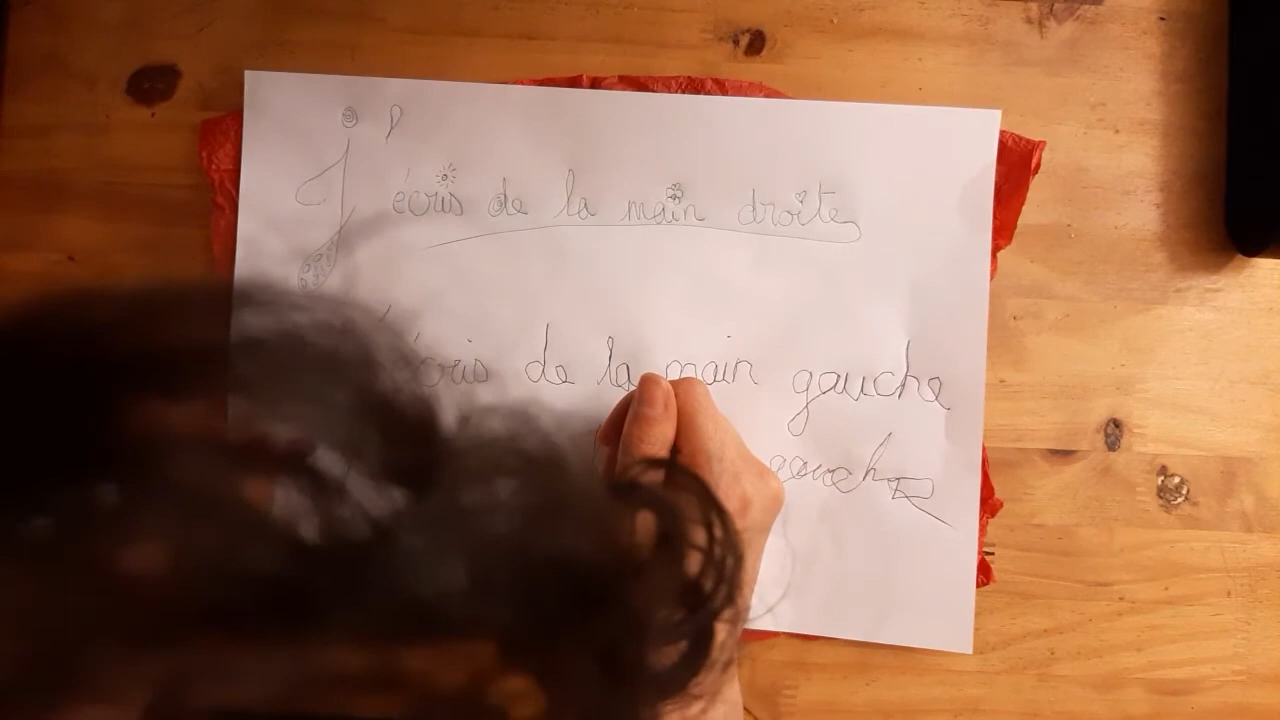 j'écris de la main droite
écris de la main gauche
gauche